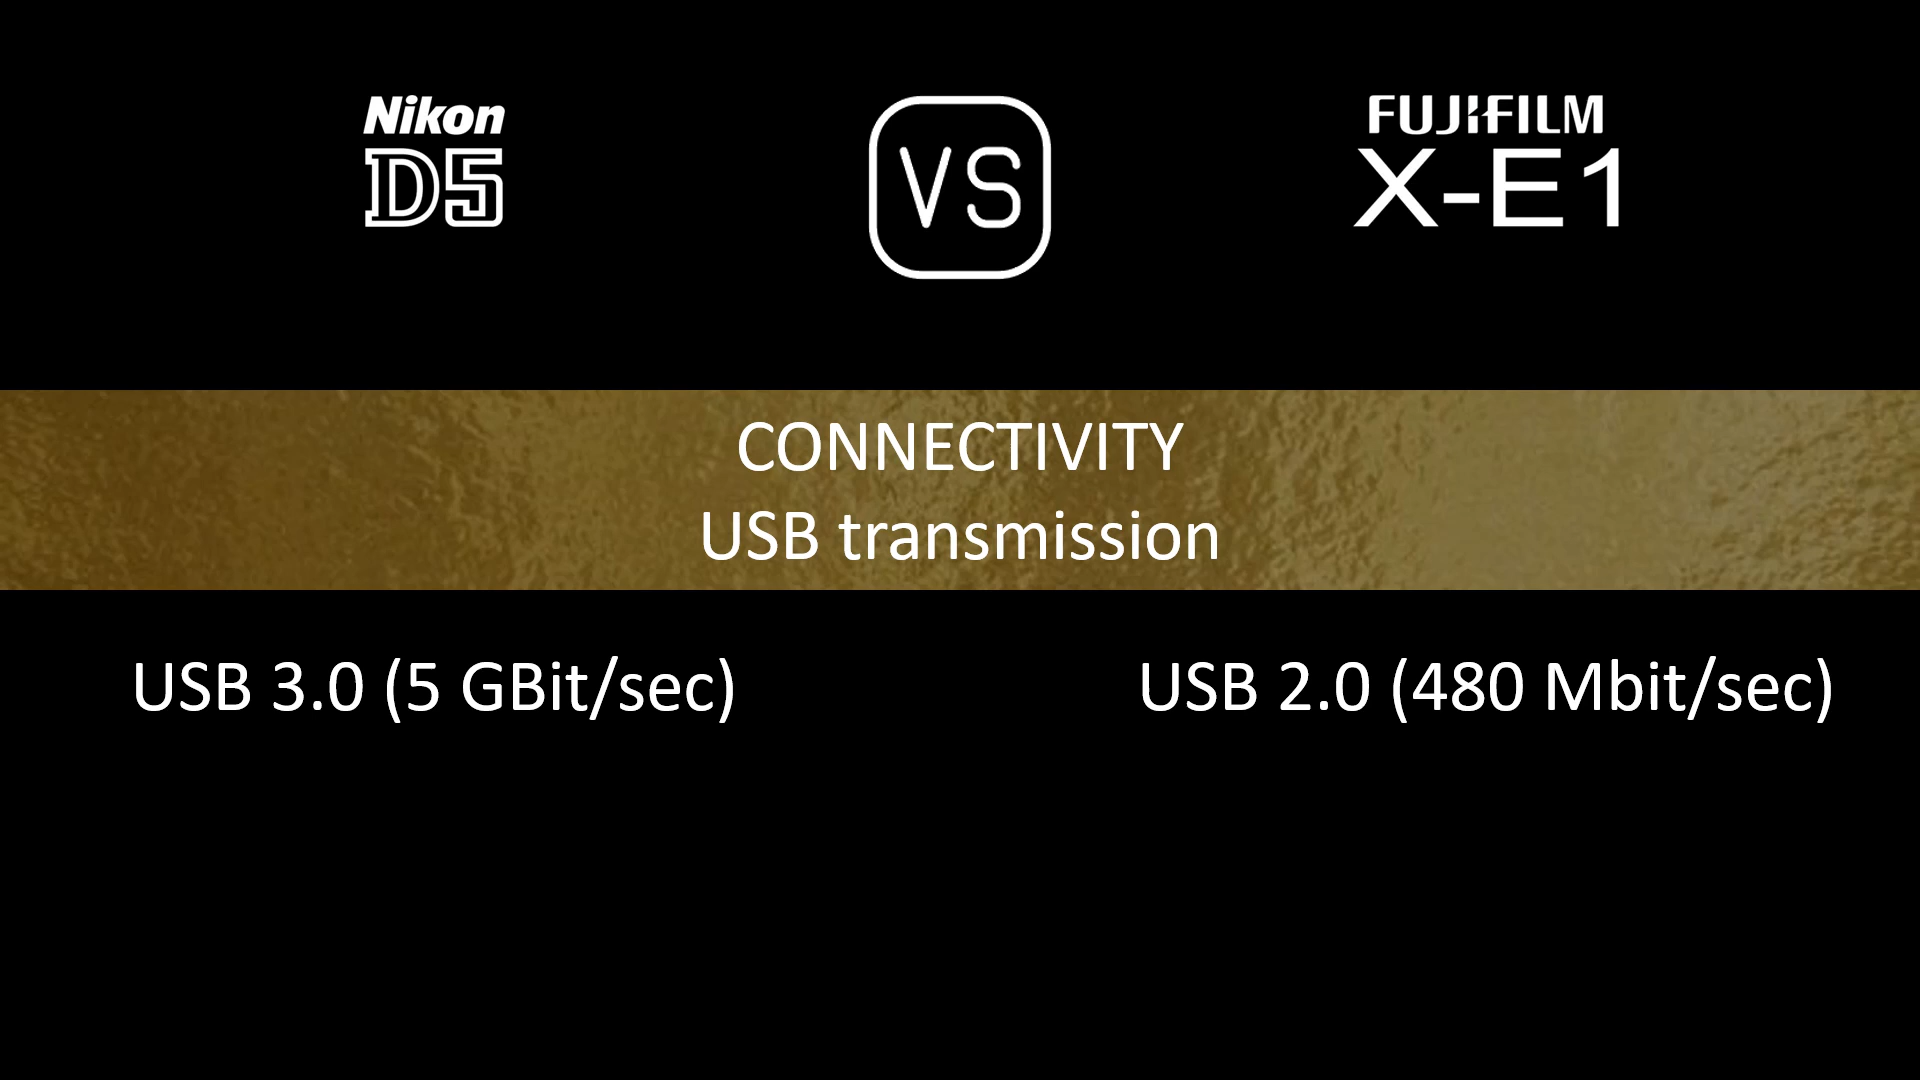 Nikon
D5
VS
FUJIFILM
X-E1
CONNECTIVITY
USB transmission
USB 3.0 (5 GBit/sec)
USB 2.0 (480 Mbit/sec)